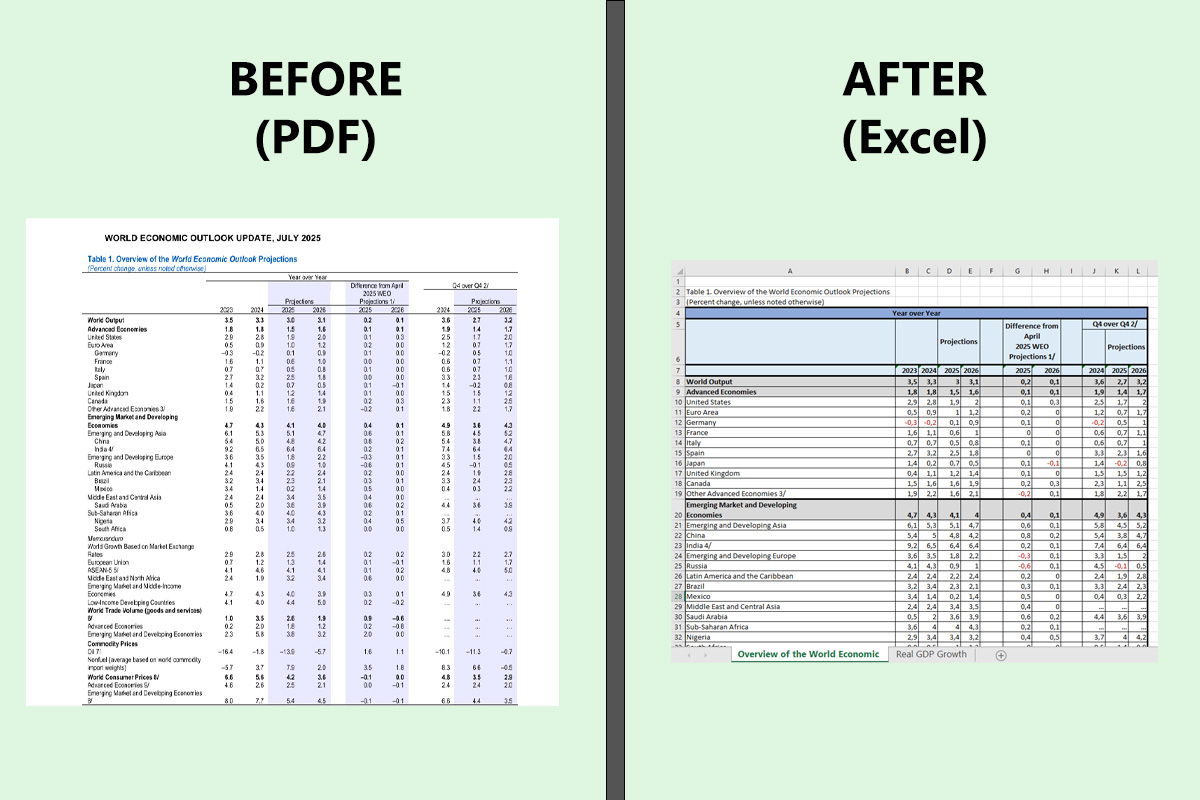 BEFORE
(PDF)
WORLD ECONOMIC OUTLOOK UPDATE, JULY 2025
Table 1. Overview of the World Economic Outlook Projections
(Percent change, unless noted otherwise)
Year over Year
Difference from April Q4 over Q4 2/
2025 WEO
Projections Projections 1/ Projections
2023 2024 2025 2026 2025 2026 2024 2025 2026
World Output 3.5 3.3 3.0 3.1 0.2 0.1 3.6 2.7 3.2
Advanced Economies 1.8 1.8 1.5 1.6 0.1 0.1 1.9 1.4 1.7
United States 2.9 2.8 1.9 2.0 0.1 0.3 2.5 1.7 2.0
Euro Area 0.5 0.9 1.0 1.2 0.2 0.0 1.2 0.7 1.7
Germany −0.3 −0.2 0.1 0.9 0.1 0.0 −0.2 0.5 1.0
France 1.6 1.1 0.6 1.0 0.0 0.0 0.6 0.7 1.1
Italy 0.7 0.7 0.5 0.8 0.1 0.0 0.6 0.7 1.0
Spain 2.7 3.2 2.5 1.8 0.0 0.0 3.3 2.3 1.6
Japan 1.4 0.2 0.7 0.5 0.1 −0.1 1.4 −0.2 0.8
United Kingdom 0.4 1.1 1.2 1.4 0.1 0.0 1.5 1.5 1.2
Canada 1.5 1.6 1.6 1.9 0.2 0.3 2.3 1.1 2.5
Other Advanced Economies 3/ 1.9 2.2 1.6 2.1 −0.2 0.1 1.8 2.2 1.7
Emerging Market and Developing
Economies 4.7 4.3 4.1 4.0 0.4 0.1 4.9 3.6 4.3
Emerging and Developing Asia 6.1 5.3 5.1 4.7 0.6 0.1 5.8 4.5 5.2
China 5.4 5.0 4.8 4.2 0.8 0.2 5.4 3.8 4.7
India 4/ 9.2 6.5 6.4 6.4 0.2 0.1 7.4 6.4 6.4
Emerging and Developing Europe 3.6 3.5 1.8 2.2 −0.3 0.1 3.3 1.5 2.0
Russia 4.1 4.3 0.9 1.0 −0.6 0.1 4.5 −0.1 0.5
Latin America and the Caribbean 2.4 2.4 2.2 2.4 0.2 0.0 2.4 1.9 2.8
Brazil 3.2 3.4 2.3 2.1 0.3 0.1 3.3 2.4 2.3
Mexico 3.4 1.4 0.2 1.4 0.5 0.0 0.4 0.3 2.2
Middle East and Central Asia 2.4 2.4 3.4 3.5 0.4 0.0 ... ... ...
Saudi Arabia 0.5 2.0 3.6 3.9 0.6 0.2 4.4 3.6 3.9
Sub-Saharan Africa 3.6 4.0 4.0 4.3 0.2 0.1 ... ... ...
Nigeria 2.9 3.4 3.4 3.2 0.4 0.5 3.7 4.0 4.2
South Africa 0.8 0.5 1.0 1.3 0.0 0.0 0.5 1.4 0.9
Memorandum
World Growth Based on Market Exchange
Rates 2.9 2.8 2.5 2.6 0.2 0.2 3.0 2.2 2.7
European Union 0.7 1.2 1.3 1.4 0.1 −0.1 1.6 1.1 1.7
ASEAN-5 5/ 4.1 4.6 4.1 4.1 0.1 0.2 4.8 4.0 5.0
Middle East and North Africa 2.4 1.9 3.2 3.4 0.6 0.0 ... ... ...
Emerging Market and Middle-Income
Economies 4.7 4.3 4.0 3.9 0.3 0.1 4.9 3.6 4.3
Low-Income Developing Countries 4.1 4.0 4.4 5.0 0.2 −0.2 ... ... ...
World Trade Volume (goods and services)
6/ 1.0 3.5 2.6 1.9 0.9 −0.6 ... ... ...
Advanced Economies 0.2 2.0 1.8 1.2 0.2 −0.8 ... ... ...
Emerging Market and Developing Economies 2.3 5.8 3.8 3.2 2.0 0.0 ... ... ...
Commodity Prices
Oil 7/ −16.4 −1.8 −13.9 −5.7 1.6 1.1 −10.1 −11.3 −0.7
Nonfuel (average based on world commodity
import weights) −5.7 3.7 7.9 2.0 3.5 1.8 8.3 6.6 −0.5
World Consumer Prices 8/ 6.6 5.6 4.2 3.6 −0.1 0.0 4.8 3.5 2.9
Advanced Economies 9/ 4.6 2.6 2.5 2.1 0.0 −0.1 2.4 2.4 2.0
Emerging Market and Developing Economies
8/ 8.0 7.7 5.4 4.5 −0.1 −0.1 6.6 4.4 3.5
AFTER
(Excel)
A B C D E F G H I J K L
1
2 Table 1. Overview of the World Economic Outlook Projections
3 (Percent change, unless noted otherwise)
4 Year over Year
5 Difference from Q4 over Q4 2/
April
Projections 2025 WEO Projections
6 Projections 1/
7 2023 2024 2025 2026 2025 2026 2024 2025 2026
8 World Output 3,5 3,3 3 3,1 0,2 0,1 3,6 2,7 3,2
9 Advanced Economies 1,8 1,8 1,5 1,6 0,1 0,1 1,9 1,4 1,7
10 United States 2,9 2,8 1,9 2 0,1 0,3 2,5 1,7 2
11 Euro Area 0,5 0,9 1 1,2 0,2 0 1,2 0,7 1,7
12 Germany -0,3 -0,2 0,1 0,9 0,1 0 -0,2 0,5 1
13 France 1,6 1,1 0,6 1 0 0 0,6 0,7 1,1
14 Italy 0,7 0,7 0,5 0,8 0,1 0 0,6 0,7 1
15 Spain 2,7 3,2 2,5 1,8 0 0 3,3 2,3 1,6
16 Japan 1,4 0,2 0,7 0,5 0,1 -0,1 1,4 -0,2 0,8
17 United Kingdom 0,4 1,1 1,2 1,4 0,1 0 1,5 1,5 1,2
18 Canada 1,5 1,6 1,6 1,9 0,2 0,3 2,3 1,1 2,5
19 Other Advanced Economies 3/ 1,9 2,2 1,6 2,1 -0,2 0,1 1,8 2,2 1,7
Emerging Market and Developing
20 Economies 4,7 4,3 4,1 4 0,4 0,1 4,9 3,6 4,3
21 Emerging and Developing Asia 6,1 5,3 5,1 4,7 0,6 0,1 5,8 4,5 5,2
22 China 5,4 5 4,8 4,2 0,8 0,2 5,4 3,8 4,7
23 India 4/ 9,2 6,5 6,4 6,4 0,2 0,1 7,4 6,4 6,4
24 Emerging and Developing Europe 3,6 3,5 1,8 2,2 -0,3 0,1 3,3 1,5 2
25 Russia 4,1 4,3 0,9 1 -0,6 0,1 4,5 -0,1 0,5
26 Latin America and the Caribbean 2,4 2,4 2,2 2,4 0,2 0 2,4 1,9 2,8
27 Brazil 3,2 3,4 2,3 2,1 0,3 0,1 3,3 2,4 2,3
28 Mexico 3,4 1,4 0,2 1,4 0,5 0 0,4 0,3 2,2
29 Middle East and Central Asia 2,4 2,4 3,4 3,5 0,4 0 ... ... ...
30 Saudi Arabia 0,5 2 3,6 3,9 0,6 0,2 4,4 3,6 3,9
31 Sub-Saharan Africa 3,6 4 4 4,3 0,2 0,1 ... ... ...
32 Nigeria 2,9 3,4 3,4 3,2 0,4 0,5 3,7 4 4,2
Overview of the World Economic Real GDP Growth